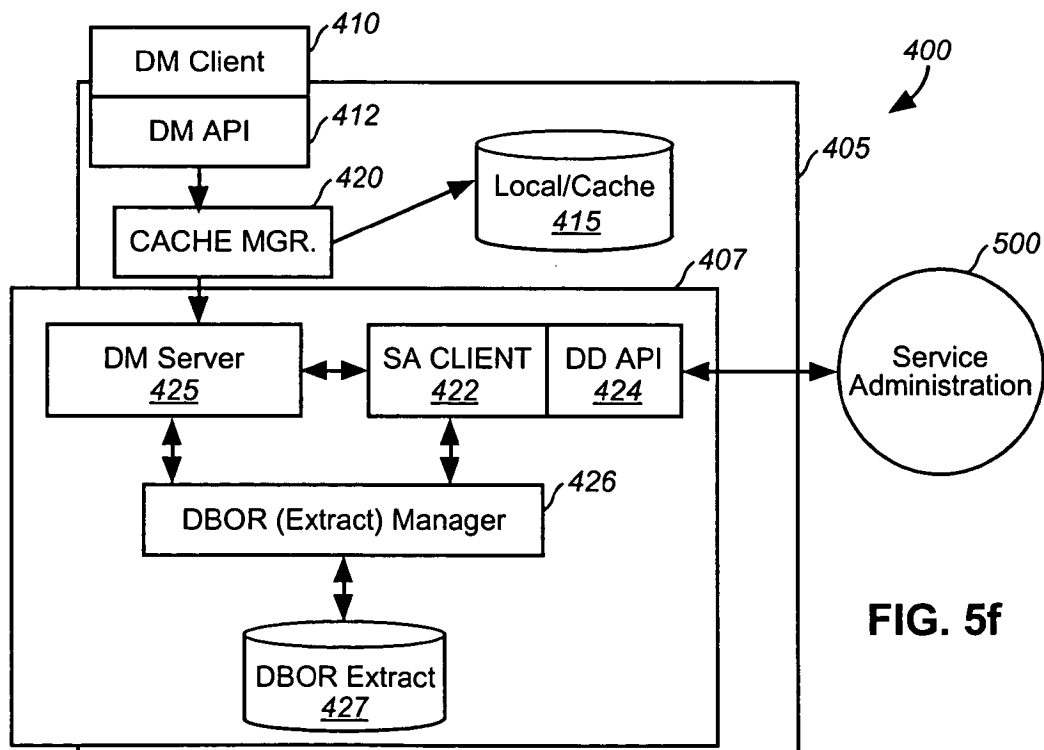 410
DM Client
400
DM API
412
405
420
Local/Cache
415
CACHE MGR.
407
500
DM Server
425
SA CLIENT
422
DD API
424
Service
Administration
426
DBOR (Extract) Manager
FIG. 5f
DBOR Extract
427